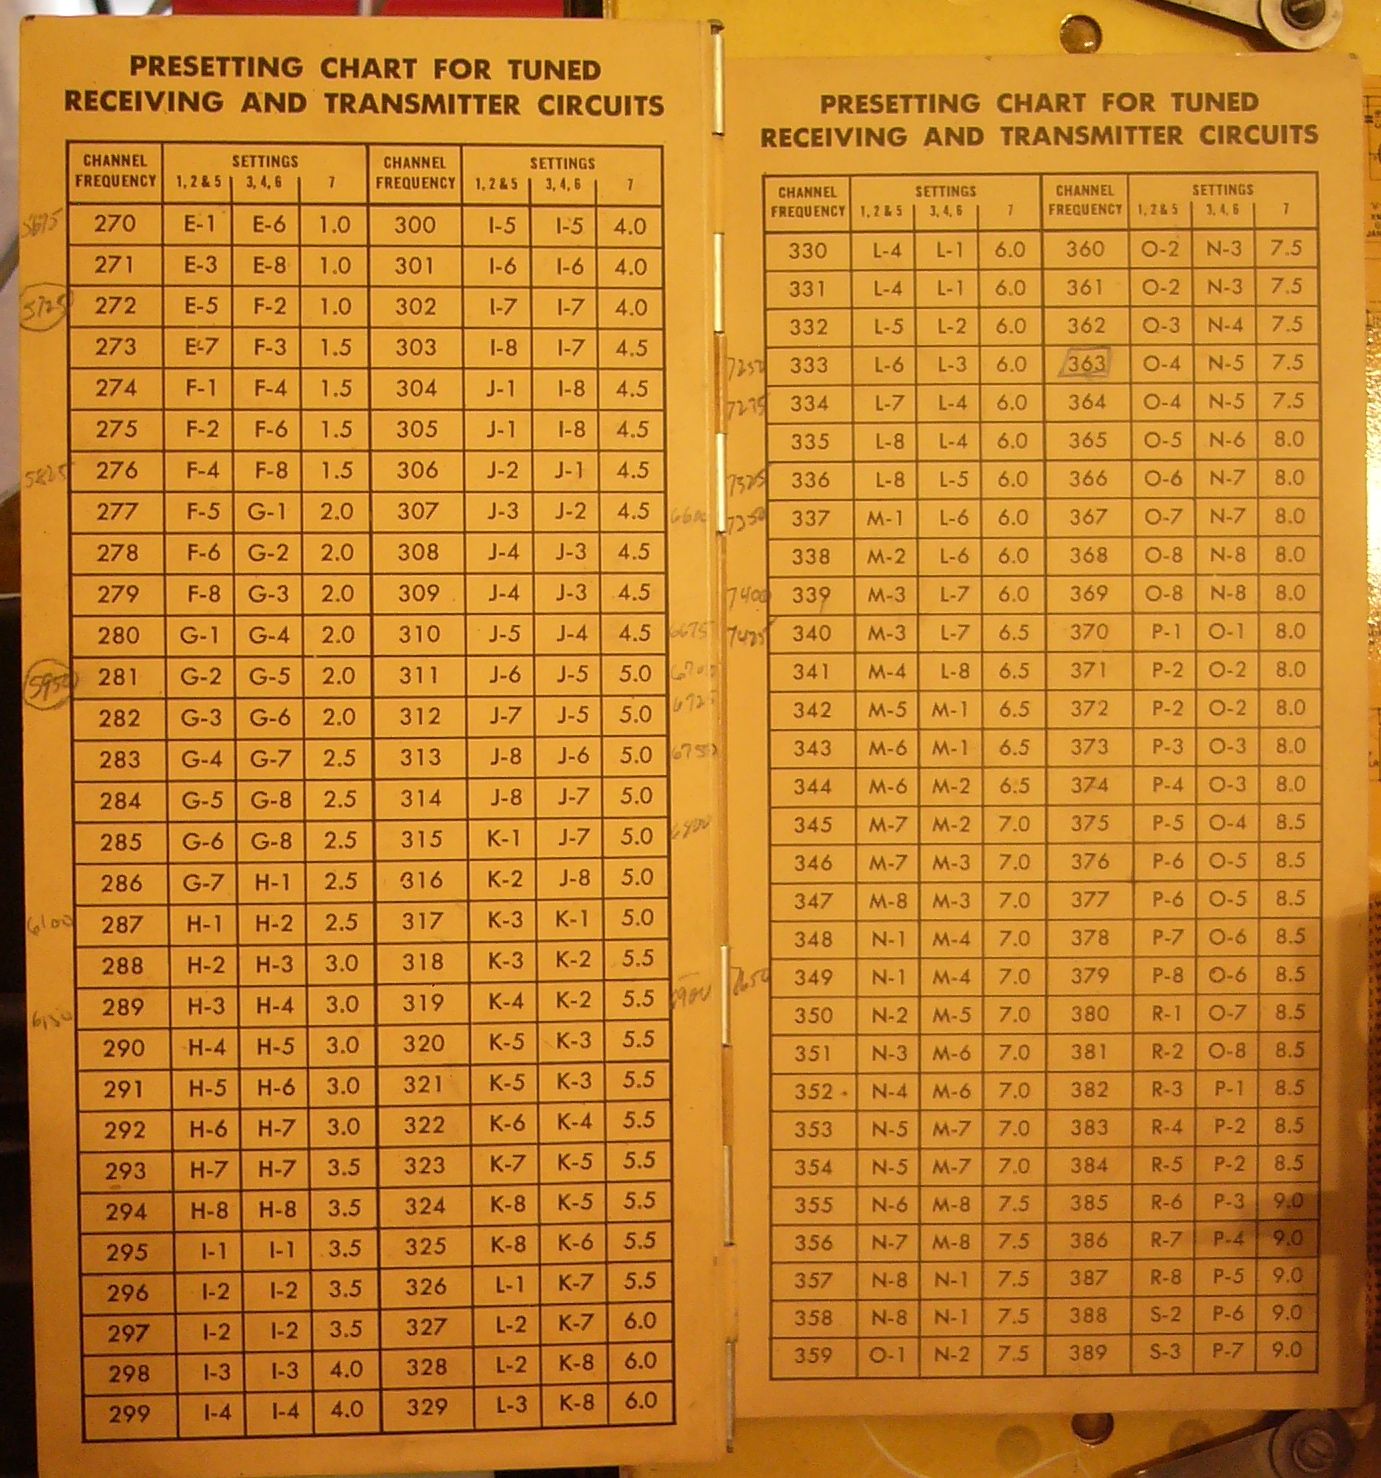 PRESETTING CHART FOR TUNED
RECEIVING AND TRANSMITTER CIRCUITS
CHANNEL FREQUENCY SETTINGS CHANNEL FREQUENCY SETTINGS
1, 2 & 5 3, 4, 6 7 1, 2 & 5 3, 4, 6 7
5675 270 E-1 E-6 1.0 300 I-5 I-5 4.0
271 E-3 E-8 1.0 301 I-6 I-6 4.0
5725 272 E-5 F-2 1.0 302 I-7 I-7 4.0
273 E-7 F-3 1.5 303 I-8 I-7 4.5
274 F-1 F-4 1.5 304 J-1 I-8 4.5
275 F-2 F-6 1.5 305 J-1 I-8 4.5
5825 276 F-4 F-8 1.5 306 J-2 J-1 4.5
277 F-5 G-1 2.0 307 J-3 J-2 4.5 6600
278 F-6 G-2 2.0 308 J-4 J-3 4.5
279 F-8 G-3 2.0 309 J-4 J-3 4.5
280 G-1 G-4 2.0 310 J-5 J-4 4.5 6675
5950 281 G-2 G-5 2.0 311 J-6 J-5 5.0 6700
282 G-3 G-6 2.0 312 J-7 J-5 5.0 6725
283 G-4 G-7 2.5 313 J-8 J-6 5.0 6750
284 G-5 G-8 2.5 314 J-8 J-7 5.0
285 G-6 G-8 2.5 315 K-1 J-7 5.0 6800
286 G-7 H-1 2.5 316 K-2 J-8 5.0
6100 287 H-1 H-2 2.5 317 K-3 K-1 5.0
288 H-2 H-3 3.0 318 K-3 K-2 5.5
6150 289 H-3 H-4 3.0 319 K-4 K-2 5.5 6900
290 H-4 H-5 3.0 320 K-5 K-3 5.5
291 H-5 H-6 3.0 321 K-5 K-3 5.5
292 H-6 H-7 3.0 322 K-6 K-4 5.5
293 H-7 H-7 3.5 323 K-7 K-5 5.5
294 H-8 H-8 3.5 324 K-8 K-5 5.5
295 I-1 I-1 3.5 325 K-8 K-6 5.5
296 I-2 I-2 3.5 326 L-1 K-7 5.5
297 I-2 I-2 3.5 327 L-2 K-7 6.0
298 I-3 I-3 4.0 328 L-2 K-8 6.0
299 I-4 I-4 4.0 329 L-3 K-8 6.0
PRESETTING CHART FOR TUNED
RECEIVING AND TRANSMITTER CIRCUITS
CHANNEL FREQUENCY SETTINGS CHANNEL FREQUENCY SETTINGS
1, 2 & 5 3, 4, 6 7 1, 2 & 5 3, 4, 6 7
330 L-4 L-1 6.0 360 O-2 N-3 7.5
331 L-4 L-1 6.0 361 O-2 N-3 7.5
332 L-5 L-2 6.0 362 O-3 N-4 7.5
7250 333 L-6 L-3 6.0 363 O-4 N-5 7.5
7275 334 L-7 L-4 6.0 364 O-4 N-5 7.5
335 L-8 L-4 6.0 365 O-5 N-6 8.0
7325 336 L-8 L-5 6.0 366 O-6 N-7 8.0
7350 337 M-1 L-6 6.0 367 O-7 N-7 8.0
338 M-2 L-6 6.0 368 O-8 N-8 8.0
7400 339 M-3 L-7 6.0 369 O-8 N-8 8.0
7425 340 M-3 L-7 6.5 370 P-1 O-1 8.0
341 M-4 L-8 6.5 371 P-2 O-2 8.0
342 M-5 M-1 6.5 372 P-2 O-2 8.0
343 M-6 M-1 6.5 373 P-3 O-3 8.0
344 M-6 M-2 6.5 374 P-4 O-3 8.0
345 M-7 M-2 7.0 375 P-5 O-4 8.5
346 M-7 M-3 7.0 376 P-6 O-5 8.5
347 M-8 M-3 7.0 377 P-6 O-5 8.5
348 N-1 M-4 7.0 378 P-7 O-6 8.5
7650 349 N-1 M-4 7.0 379 P-8 O-6 8.5
350 N-2 M-5 7.0 380 R-1 O-7 8.5
351 N-3 M-6 7.0 381 R-2 O-8 8.5
352 N-4 M-6 7.0 382 R-3 P-1 8.5
353 N-5 M-7 7.0 383 R-4 P-2 8.5
354 N-5 M-7 7.0 384 R-5 P-2 8.5
355 N-6 M-8 7.5 385 R-6 P-3 9.0
356 N-7 M-8 7.5 386 R-7 P-4 9.0
357 N-8 N-1 7.5 387 R-8 P-5 9.0
358 N-8 N-1 7.5 388 S-2 P-6 9.0
359 O-1 N-2 7.5 389 S-3 P-7 9.0